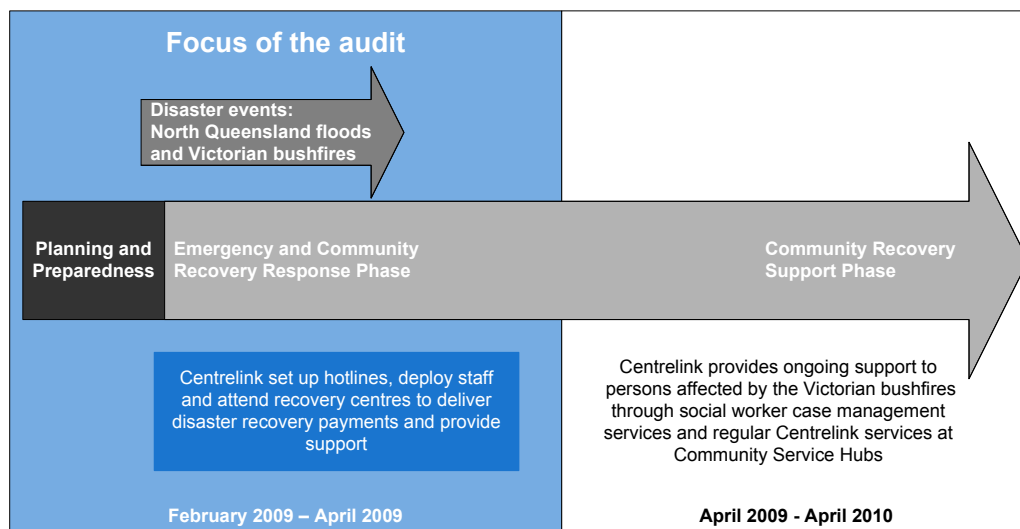 Focus of the audit
Disaster events:
North Queensland floods
and Victorian bushfires
Planning and
Preparedness
Emergency and Community
Recovery Response Phase
Community Recovery
Support Phase
Centrelink set up hotlines, deploy staff
and attend recovery centres to deliver
disaster recovery payments and provide
support
Centrelink provides ongoing support to
persons affected by the Victorian bushfires
through social worker case management
services and regular Centrelink services at
Community Service Hubs
February 2009 – April 2009
April 2009 - April 2010